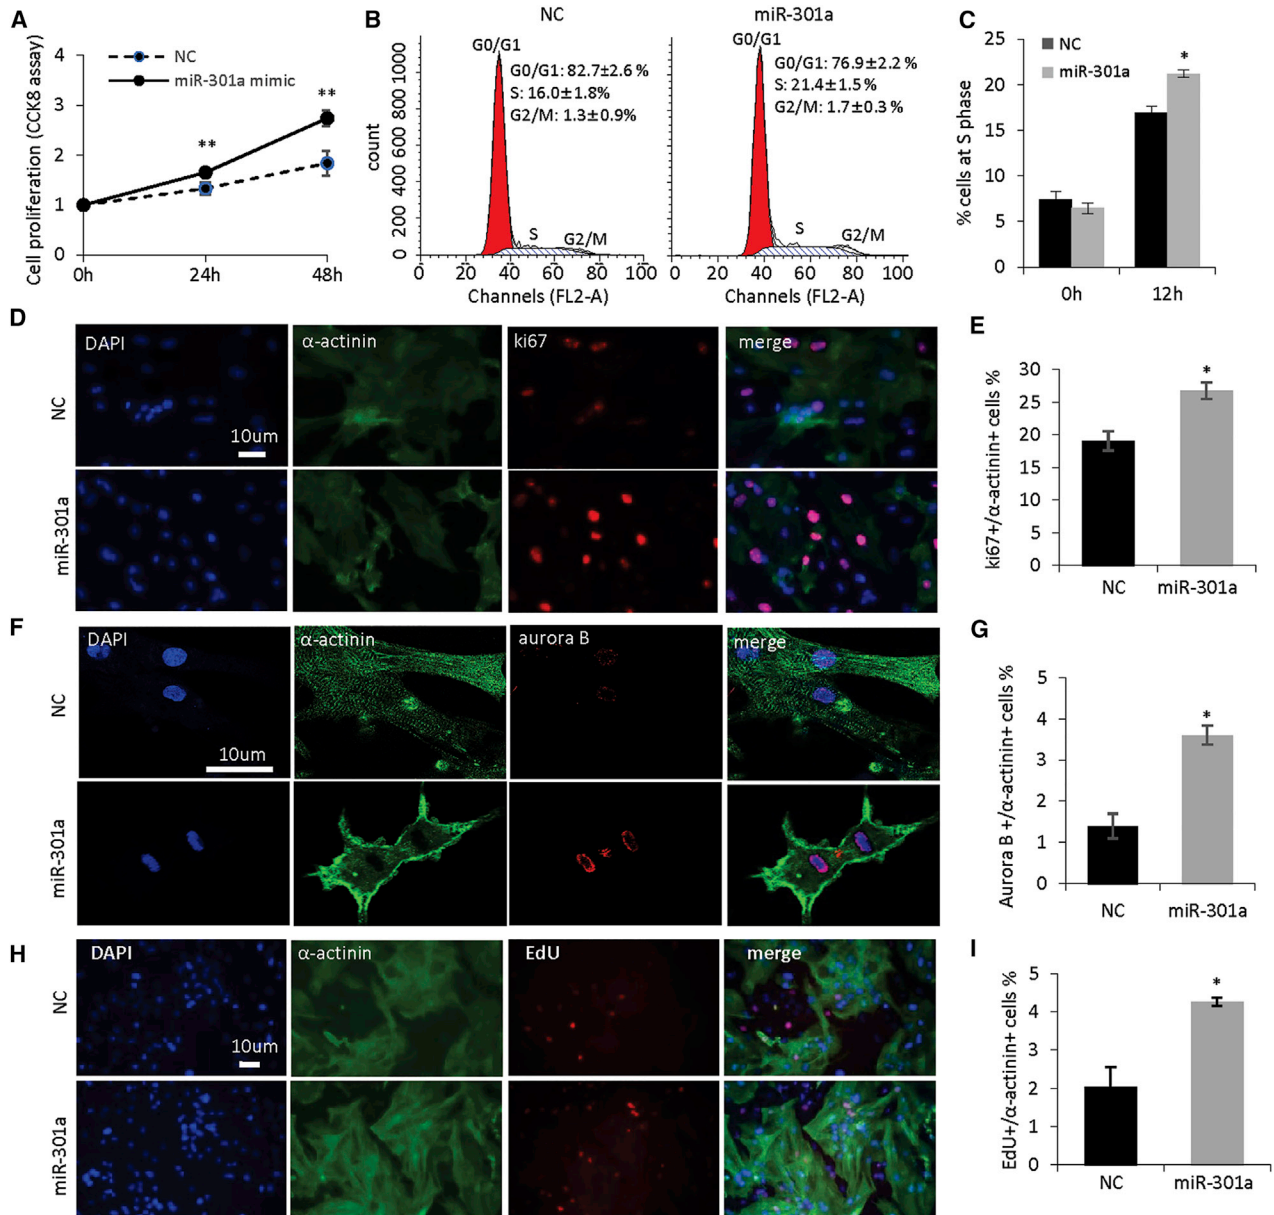 A
Cell proliferation (CCK8 assay)
4
3
2
1
0
NC
miR-301a mimic
**
**
0h
24h
48h
B
NC
count
1000
800
600
400
200
0
G0/G1
G0/G1: 82.7±2.6 %
S: 16.0±1.8%
G2/M: 1.3±0.9%
S
G2/M
0 20 40 60 80 100
Channels (FL2-A)
miR-301a
G0/G1
G0/G1: 76.9±2.2 %
S: 21.4±1.5 %
G2/M: 1.7±0.3 %
S
G2/M
0 20 40 60 80 100
Channels (FL2-A)
C
% cells at S phase
25
20
15
10
5
0
NC
miR-301a
*
0h
12h
D
NC
DAPI
α-actinin
ki67
merge
10um
miR-301a
E
ki67+/α-actinin+ cells %
30
25
20
15
10
5
0
*
NC
miR-301a
F
NC
DAPI
α-actinin
aurora B
merge
10um
miR-301a
G
Aurora B +/α-actinin+ cells %
5
4
3
2
1
0
*
NC
miR-301a
H
NC
DAPI
α-actinin
EdU
merge
10um
miR-301a
I
EdU+/α-actinin+ cells %
5
4
3
2
1
0
*
NC
miR-301a